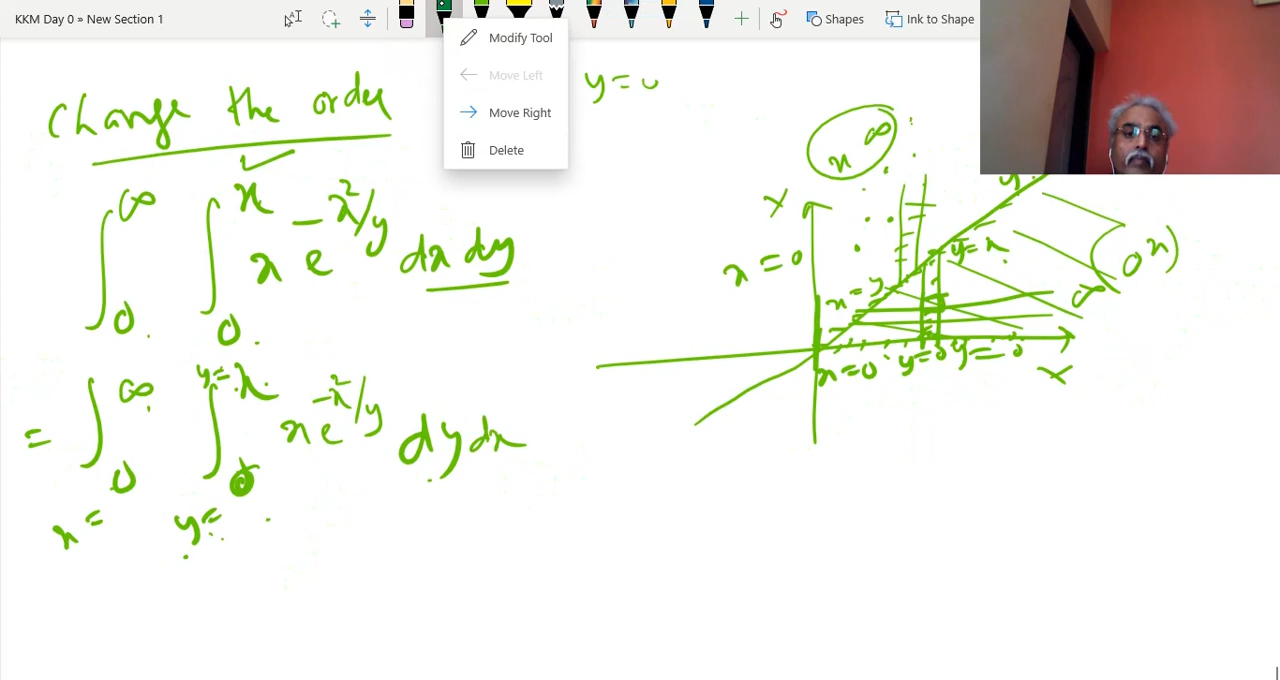 KKM Day 0 » New Section 1
Shapes
Ink to Shape
Modify Tool
Move Left
Move Right
Delete
Change the order
y = 0
∫₀^∞ ∫₀^x x e^{-x²/y} dx dy
= ∫₀^∞ ∫₀^{y=x} x e^{-x²/y} dy dx
x = y =
x ∞
x = 0
y = x
(0 x)
x = y
∞
x = 0 y = 0 y = 0
X